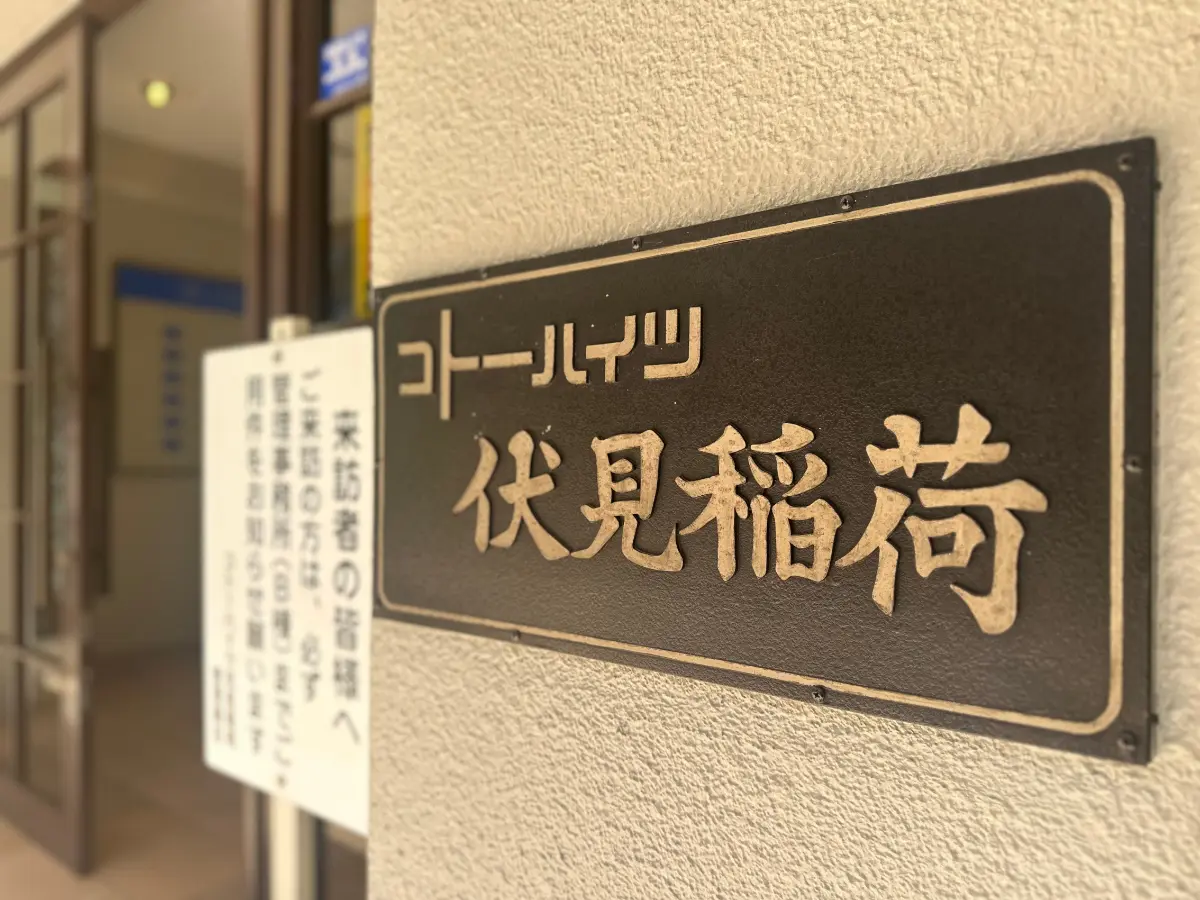 コトーハイツ
伏見稲荷
来訪者の皆様へ
ご来訪の方は、必ず
管理事務所(B棟)までご
用件をお知らせ願います